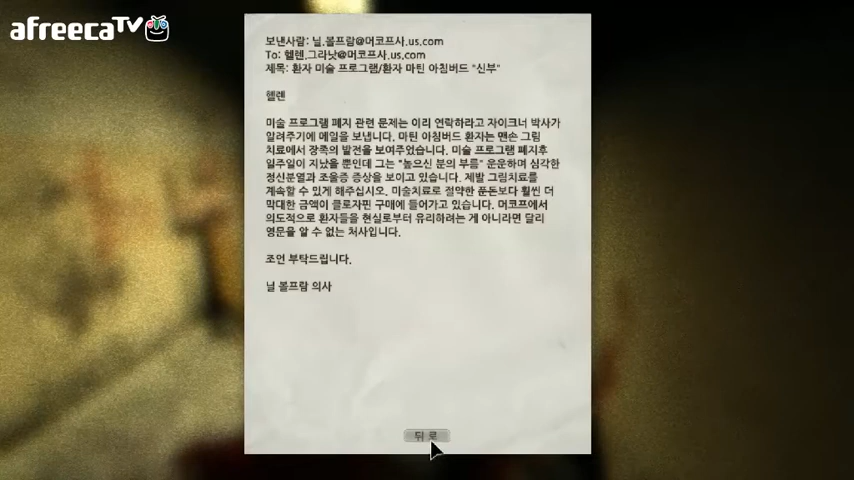 afreecaTV
보낸사람: 닐.볼프람@머코프사.us.com
To: 헬렌.그라낫@머코프사.us.com
제목: 환자 미술 프로그램/환자 마틴 아침버드 "신부"
헬렌
미술 프로그램 폐지 관련 문제는 이리 연락하라고 자이크너 박사가
알려주기에 메일을 보냅니다. 마틴 아침버드 환자는 맨손 그림
치료에서 장족의 발전을 보여주었습니다. 미술 프로그램 폐지후
일주일이 지났을 뿐인데 그는 "높으신 분의 부름" 운운하며 심각한
정신분열과 조울증 증상을 보이고 있습니다. 제발 그림치료를
계속할 수 있게 해주십시오. 미술치료로 절약한 푼돈보다 훨씬 더
막대한 금액이 클로자핀 구매에 들어가고 있습니다. 머코프에서
의도적으로 환자들을 현실로부터 유리하려는 게 아니라면 달리
영문을 알 수 없는 처사입니다.
조언 부탁드립니다.
닐 볼프람 의사
뒤로